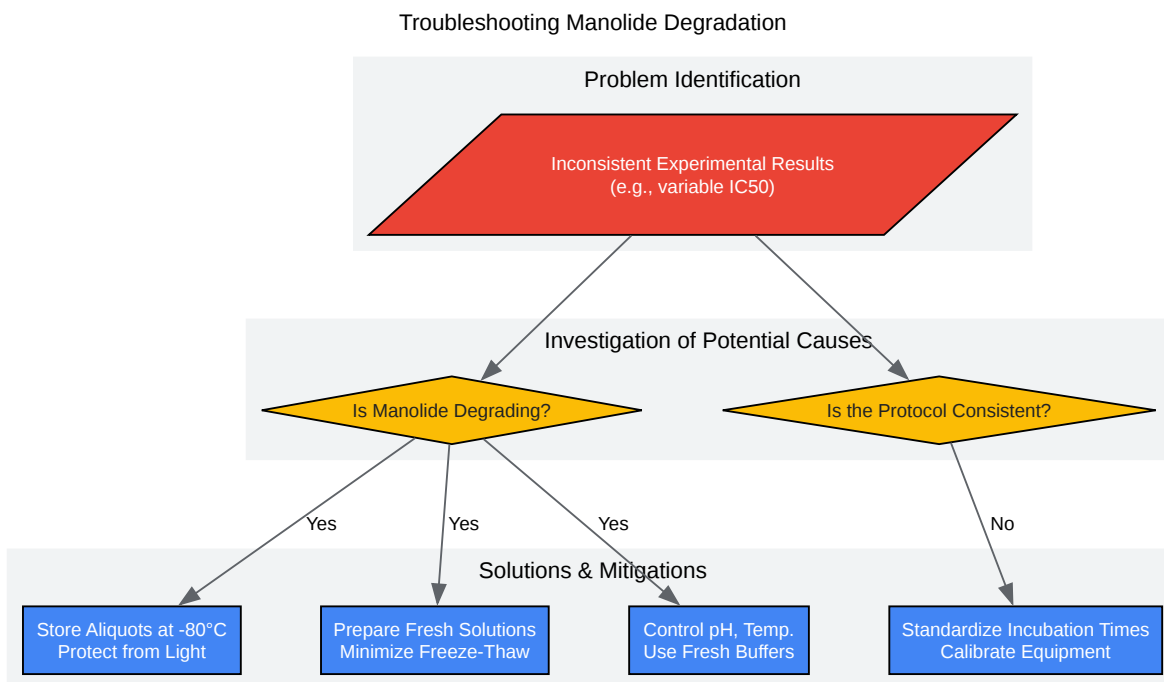 Troubleshooting Manolide Degradation
Problem Identification
Inconsistent Experimental Results
(e.g., variable IC50)
Investigation of Potential Causes
Is Manolide Degrading?
Is the Protocol Consistent?
Yes
Yes
Yes
No
Solutions & Mitigations
Store Aliquots at -80°C
Protect from Light
Prepare Fresh Solutions
Minimize Freeze-Thaw
Control pH, Temp.
Use Fresh Buffers
Standardize Incubation Times
Calibrate Equipment